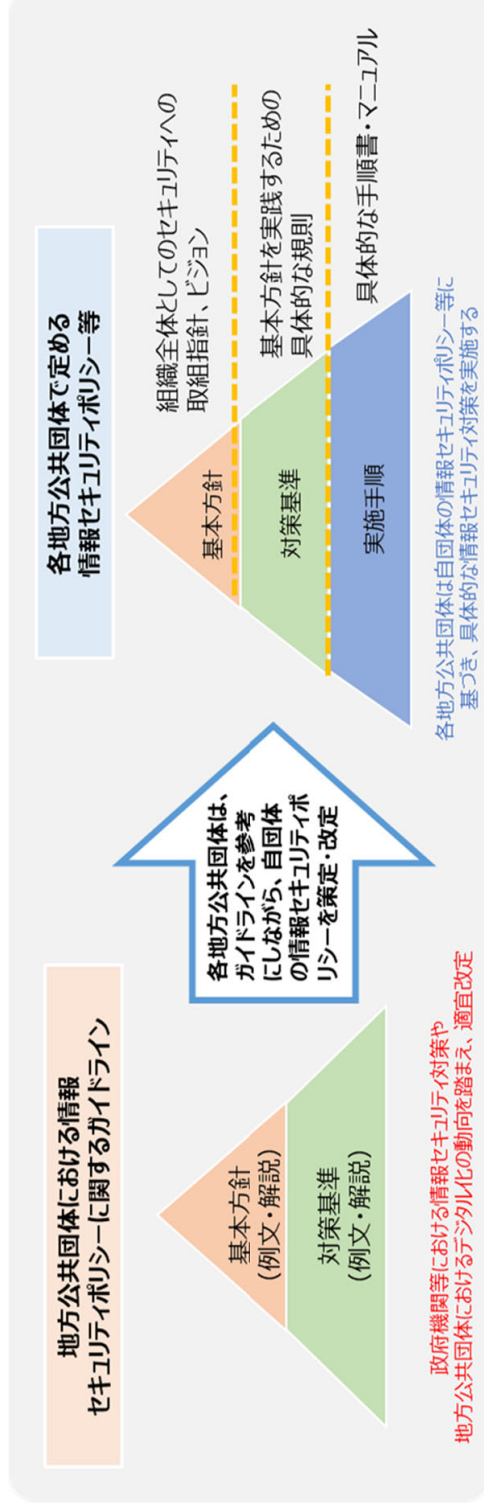 地方公共団体における情報
セキュリティポリシーに関するガイドライン
基本方針
(例文・解説)
対策基準
(例文・解説)
政府機関等における情報セキュリティ対策や
地方公共団体におけるデジタル化の動向を踏まえ、適宜改定
各地方公共団体は、
ガイドラインを参考
にしながら、自団体
の情報セキュリティポ
リシーを策定・改定
各地方公共団体で定める
情報セキュリティポリシー等
基本方針
対策基準
実施手順
組織全体としてのセキュリティへの
取組指針、ビジョン
基本方針を実践するための
具体的な規則
具体的な手順書・マニュアル
各地方公共団体は自団体の情報セキュリティポリシー等に
基づき、具体的な情報セキュリティ対策を実施する